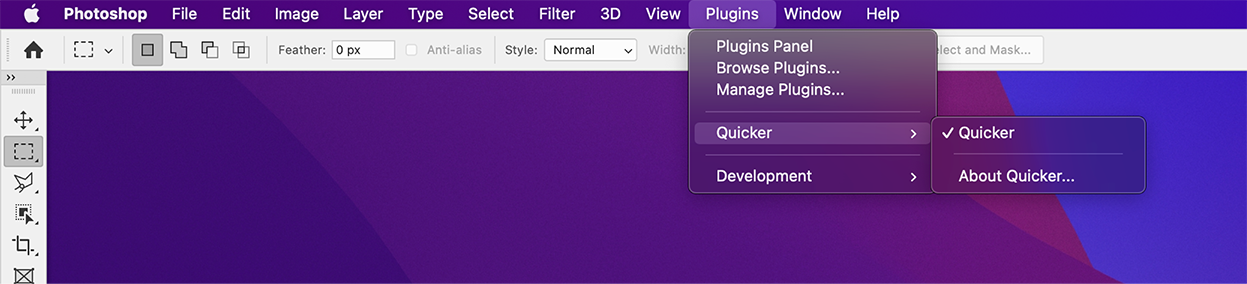 Photoshop File Edit Image Layer Type Select Filter 3D View Plugins Window Help
Feather: 0 px Anti-alias Style: Normal Width: elect and Mask...
Plugins Panel
Browse Plugins...
Manage Plugins...
Quicker
Quicker
Development
About Quicker...